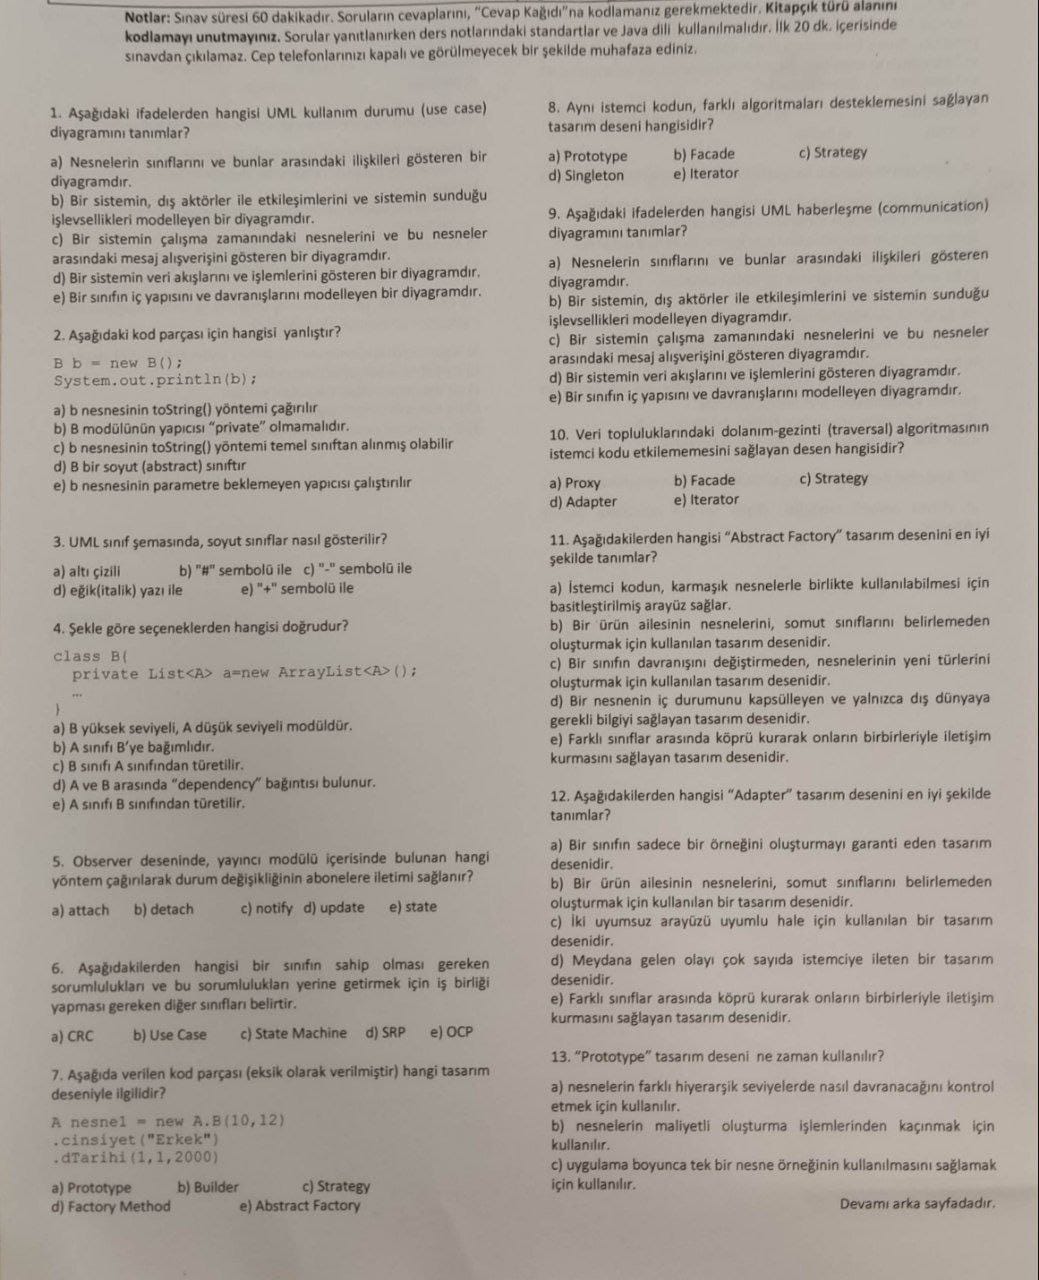 Notlar: Sınav süresi 60 dakikadır. Soruların cevaplarını, "Cevap Kağıdı"na kodlamanız gerekmektedir. Kitapçık türü alanını
kodlamayı unutmayınız. Sorular yanıtlanırken ders notlarındaki standartlar ve Java dili kullanılmalıdır. İlk 20 dk. içerisinde
sınavdan çıkılamaz. Cep telefonlarınızı kapalı ve görülmeyecek bir şekilde muhafaza ediniz.
1. Aşağıdaki ifadelerden hangisi UML kullanım durumu (use case)
diyagramını tanımlar?
a) Nesnelerin sınıflarını ve bunlar arasındaki ilişkileri gösteren bir
diyagramdır.
b) Bir sistemin, dış aktörler ile etkileşimlerini ve sistemin sunduğu
işlevsellikleri modelleyen bir diyagramdır.
c) Bir sistemin çalışma zamanındaki nesnelerini ve bu nesneler
arasındaki mesaj alışverişini gösteren bir diyagramdır.
d) Bir sistemin veri akışlarını ve işlemlerini gösteren bir diyagramdır.
e) Bir sınıfın iç yapısını ve davranışlarını modelleyen bir diyagramdır.
2. Aşağıdaki kod parçası için hangisi yanlıştır?
B b = new B();
System.out.println(b);
a) b nesnesinin toString() yöntemi çağırılır
b) B modülünün yapıcısı "private" olmamalıdır.
c) b nesnesinin toString() yöntemi temel sınıftan alınmış olabilir
d) B bir soyut (abstract) sınıftır
e) b nesnesinin parametre beklemeyen yapıcısı çalıştırılır
3. UML sınıf şemasında, soyut sınıflar nasıl gösterilir?
a) altı çizili b) "#" sembolü ile c) "-" sembolü ile
d) eğik(italik) yazı ile e) "+" sembolü ile
4. Şekle göre seçeneklerden hangisi doğrudur?
class B{
private List<A> a=new ArrayList<A>();
...
}
a) B yüksek seviyeli, A düşük seviyeli modüldür.
b) A sınıfı B'ye bağımlıdır.
c) B sınıfı A sınıfından türetilir.
d) A ve B arasında "dependency" bağıntısı bulunur.
e) A sınıfı B sınıfından türetilir.
5. Observer deseninde, yayıncı modülü içerisinde bulunan hangi
yöntem çağırılarak durum değişikliğinin abonelere iletimi sağlanır?
a) attach b) detach c) notify d) update e) state
6. Aşağıdakilerden hangisi bir sınıfın sahip olması gereken
sorumlulukları ve bu sorumlulukları yerine getirmek için iş birliği
yapması gereken diğer sınıfları belirtir.
a) CRC b) Use Case c) State Machine d) SRP e) OCP
7. Aşağıda verilen kod parçası (eksik olarak verilmiştir) hangi tasarım
deseniyle ilgilidir?
A nesne1 = new A.B(10,12)
.cinsiyet("Erkek")
.dTarihi(1,1,2000)
a) Prototype b) Builder c) Strategy
d) Factory Method e) Abstract Factory
8. Aynı istemci kodun, farklı algoritmaları desteklemesini sağlayan
tasarım deseni hangisidir?
a) Prototype b) Facade c) Strategy
d) Singleton e) Iterator
9. Aşağıdaki ifadelerden hangisi UML haberleşme (communication)
diyagramını tanımlar?
a) Nesnelerin sınıflarını ve bunlar arasındaki ilişkileri gösteren
diyagramdır.
b) Bir sistemin, dış aktörler ile etkileşimlerini ve sistemin sunduğu
işlevsellikleri modelleyen diyagramdır.
c) Bir sistemin çalışma zamanındaki nesnelerini ve bu nesneler
arasındaki mesaj alışverişini gösteren diyagramdır.
d) Bir sistemin veri akışlarını ve işlemlerini gösteren diyagramdır.
e) Bir sınıfın iç yapısını ve davranışlarını modelleyen diyagramdır.
10. Veri topluluklarındaki dolanım-gezinti (traversal) algoritmasının
istemci kodu etkilememesini sağlayan desen hangisidir?
a) Proxy b) Facade c) Strategy
d) Adapter e) Iterator
11. Aşağıdakilerden hangisi "Abstract Factory" tasarım desenini en iyi
şekilde tanımlar?
a) İstemci kodun, karmaşık nesnelerle birlikte kullanılabilmesi için
basitleştirilmiş arayüz sağlar.
b) Bir ürün ailesinin nesnelerini, somut sınıflarını belirlemeden
oluşturmak için kullanılan tasarım desenidir.
c) Bir sınıfın davranışını değiştirmeden, nesnelerinin yeni türlerini
oluşturmak için kullanılan tasarım desenidir.
d) Bir nesnenin iç durumunu kapsülleyen ve yalnızca dış dünyaya
gerekli bilgiyi sağlayan tasarım desenidir.
e) Farklı sınıflar arasında köprü kurarak onların birbirleriyle iletişim
kurmasını sağlayan tasarım desenidir.
12. Aşağıdakilerden hangisi "Adapter" tasarım desenini en iyi şekilde
tanımlar?
a) Bir sınıfın sadece bir örneğini oluşturmayı garanti eden tasarım
desenidir.
b) Bir ürün ailesinin nesnelerini, somut sınıflarını belirlemeden
oluşturmak için kullanılan bir tasarım desenidir.
c) İki uyumsuz arayüzü uyumlu hale için kullanılan bir tasarım
desenidir.
d) Meydana gelen olayı çok sayıda istemciye ileten bir tasarım
desenidir.
e) Farklı sınıflar arasında köprü kurarak onların birbirleriyle iletişim
kurmasını sağlayan tasarım desenidir.
13. "Prototype" tasarım deseni ne zaman kullanılır?
a) nesnelerin farklı hiyerarşik seviyelerde nasıl davranacağını kontrol
etmek için kullanılır.
b) nesnelerin maliyetli oluşturma işlemlerinden kaçınmak için
kullanılır.
c) uygulama boyunca tek bir nesne örneğinin kullanılmasını sağlamak
için kullanılır.
Devamı arka sayfadadır.